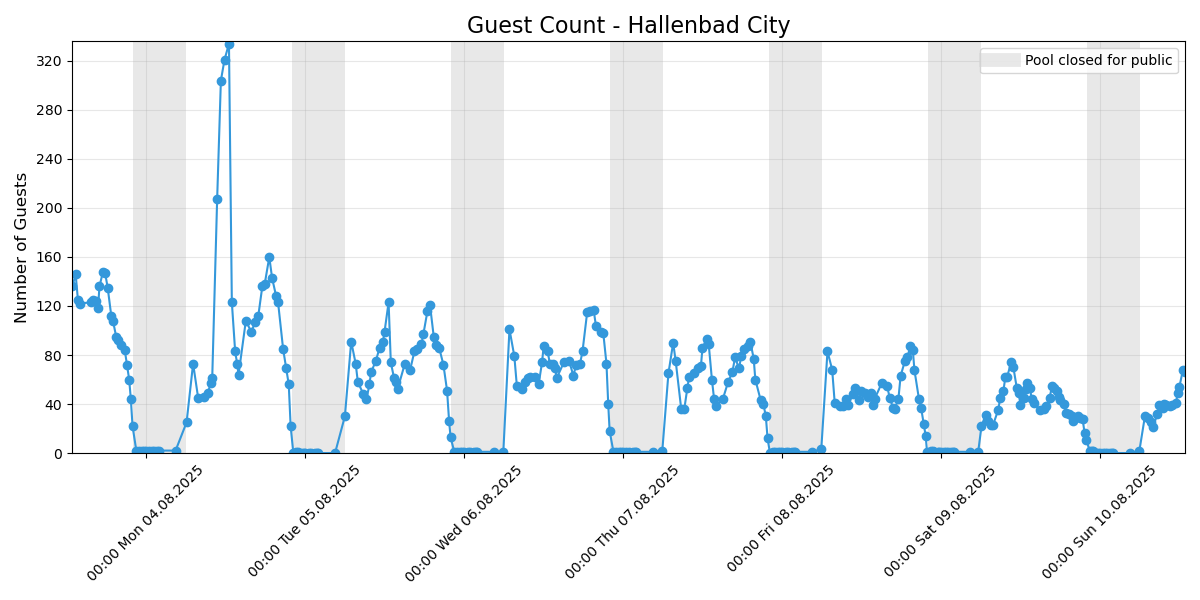 Guest Count - Hallenbad City
Pool closed for public
Number of Guests
320
280
240
200
160
120
80
40
0
00:00 Mon 04.08.2025
00:00 Tue 05.08.2025
00:00 Wed 06.08.2025
00:00 Thu 07.08.2025
00:00 Fri 08.08.2025
00:00 Sat 09.08.2025
00:00 Sun 10.08.2025